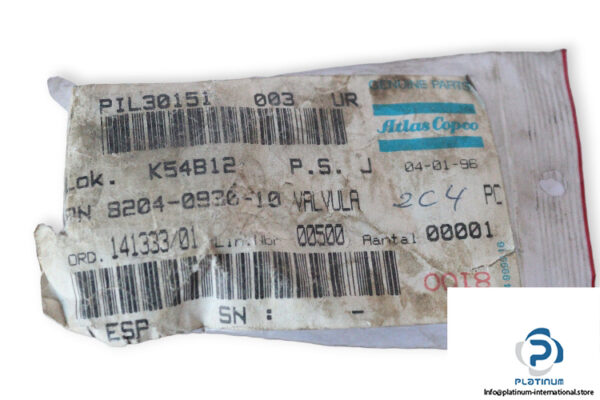 PIL30151 003 UR
GENUINE PARTS
Atlas Copco
Lok. K54B12 P.S. J 04-01-96
PN 8204-0930-10 VALVULA 2C4 PC
ORD. 141333/01 Lin.Nbr 00500 Aantal 00001
0018
ESP SN : -
PLATINUM
Info@platinum-international.store